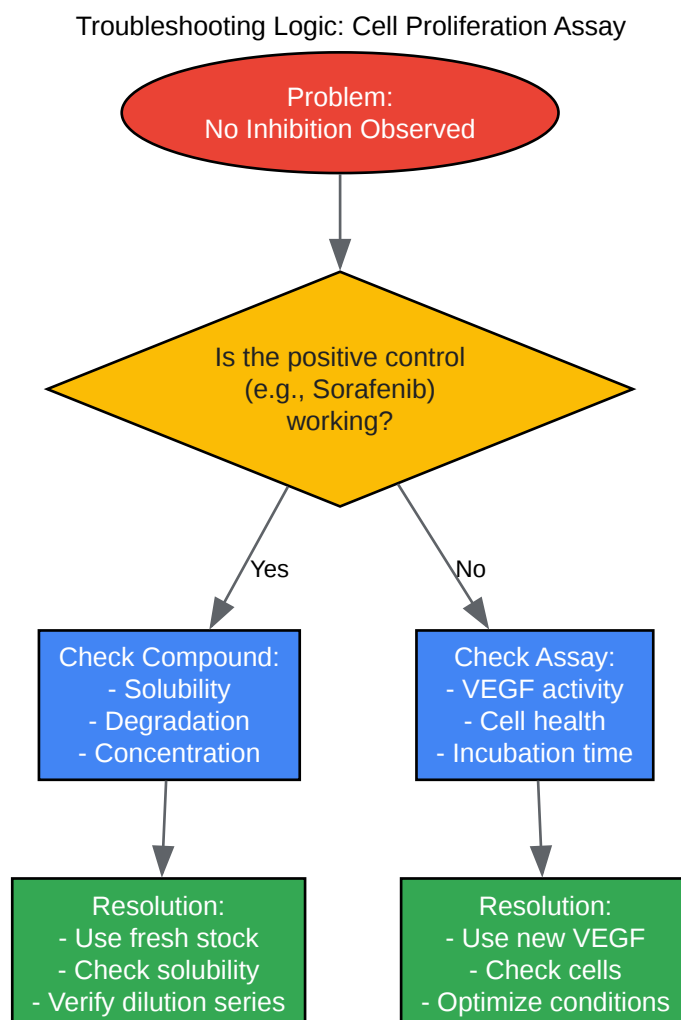 Troubleshooting Logic: Cell Proliferation Assay
Problem:
No Inhibition Observed
Is the positive control
(e.g., Sorafenib)
working?
Yes
No
Check Compound:
- Solubility
- Degradation
- Concentration
Check Assay:
- VEGF activity
- Cell health
- Incubation time
Resolution:
- Use fresh stock
- Check solubility
- Verify dilution series
Resolution:
- Use new VEGF
- Check cells
- Optimize conditions